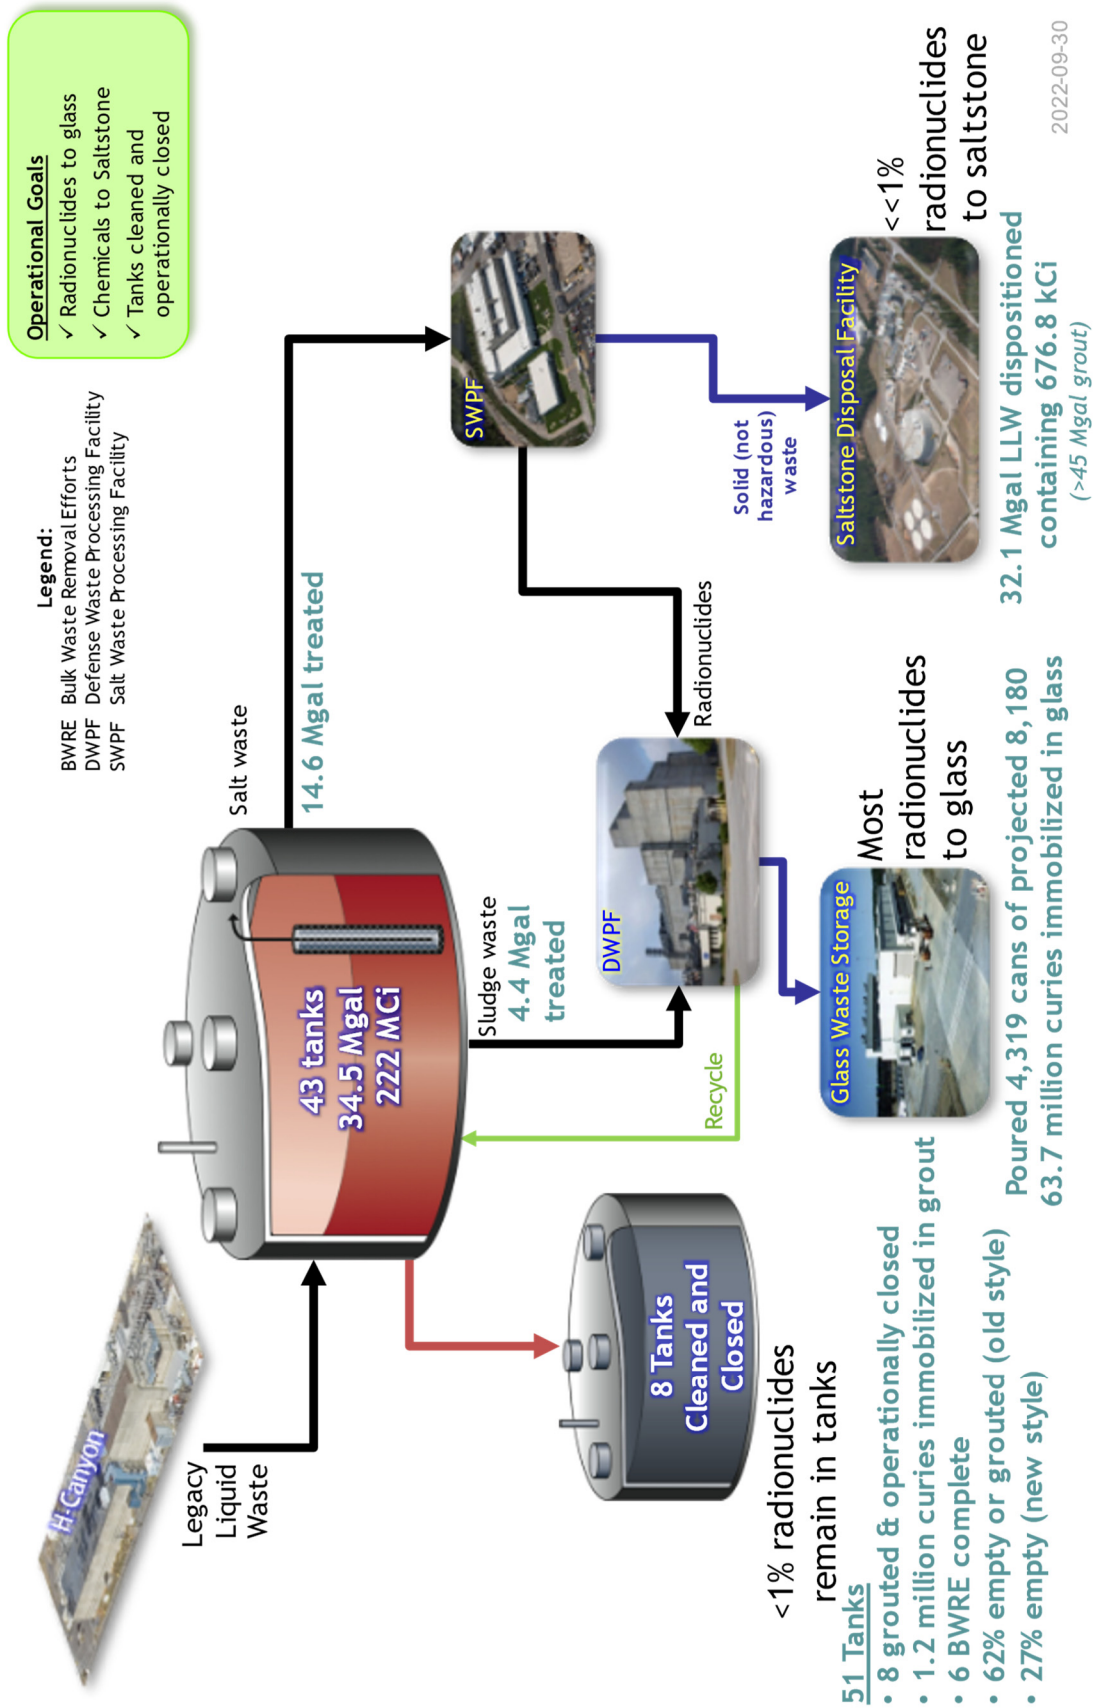 Operational Goals
✓ Radionuclides to glass
✓ Chemicals to Saltstone
✓ Tanks cleaned and
operationally closed
Legend:
BWRE Bulk Waste Removal Efforts
DWPF Defense Waste Processing Facility
SWPF Salt Waste Processing Facility
H-Canyon
Legacy
Liquid
Waste
43 tanks
34.5 Mgal
222 MCi
Salt waste
14.6 Mgal treated
Sludge waste
4.4 Mgal
treated
SWPF
Radionuclides
Solid (not
hazardous)
waste
DWPF
Recycle
8 Tanks
Cleaned and
Closed
<1% radionuclides
remain in tanks
51 Tanks
• 8 grouted & operationally closed
• 1.2 million curies immobilized in grout
• 6 BWRE complete
62% empty or grouted (old style)
• 27% empty (new style)
Glass Waste Storage
Most
radionuclides
to glass
Poured 4,319 cans of projected 8,180
63.7 million curies immobilized in glass
Saltstone Disposal Facility
<<1%
radionuclides
to saltstone
32.1 Mgal LLW dispositioned
containing 676.8 kCi
(>45 Mgal grout)
2022-09-30